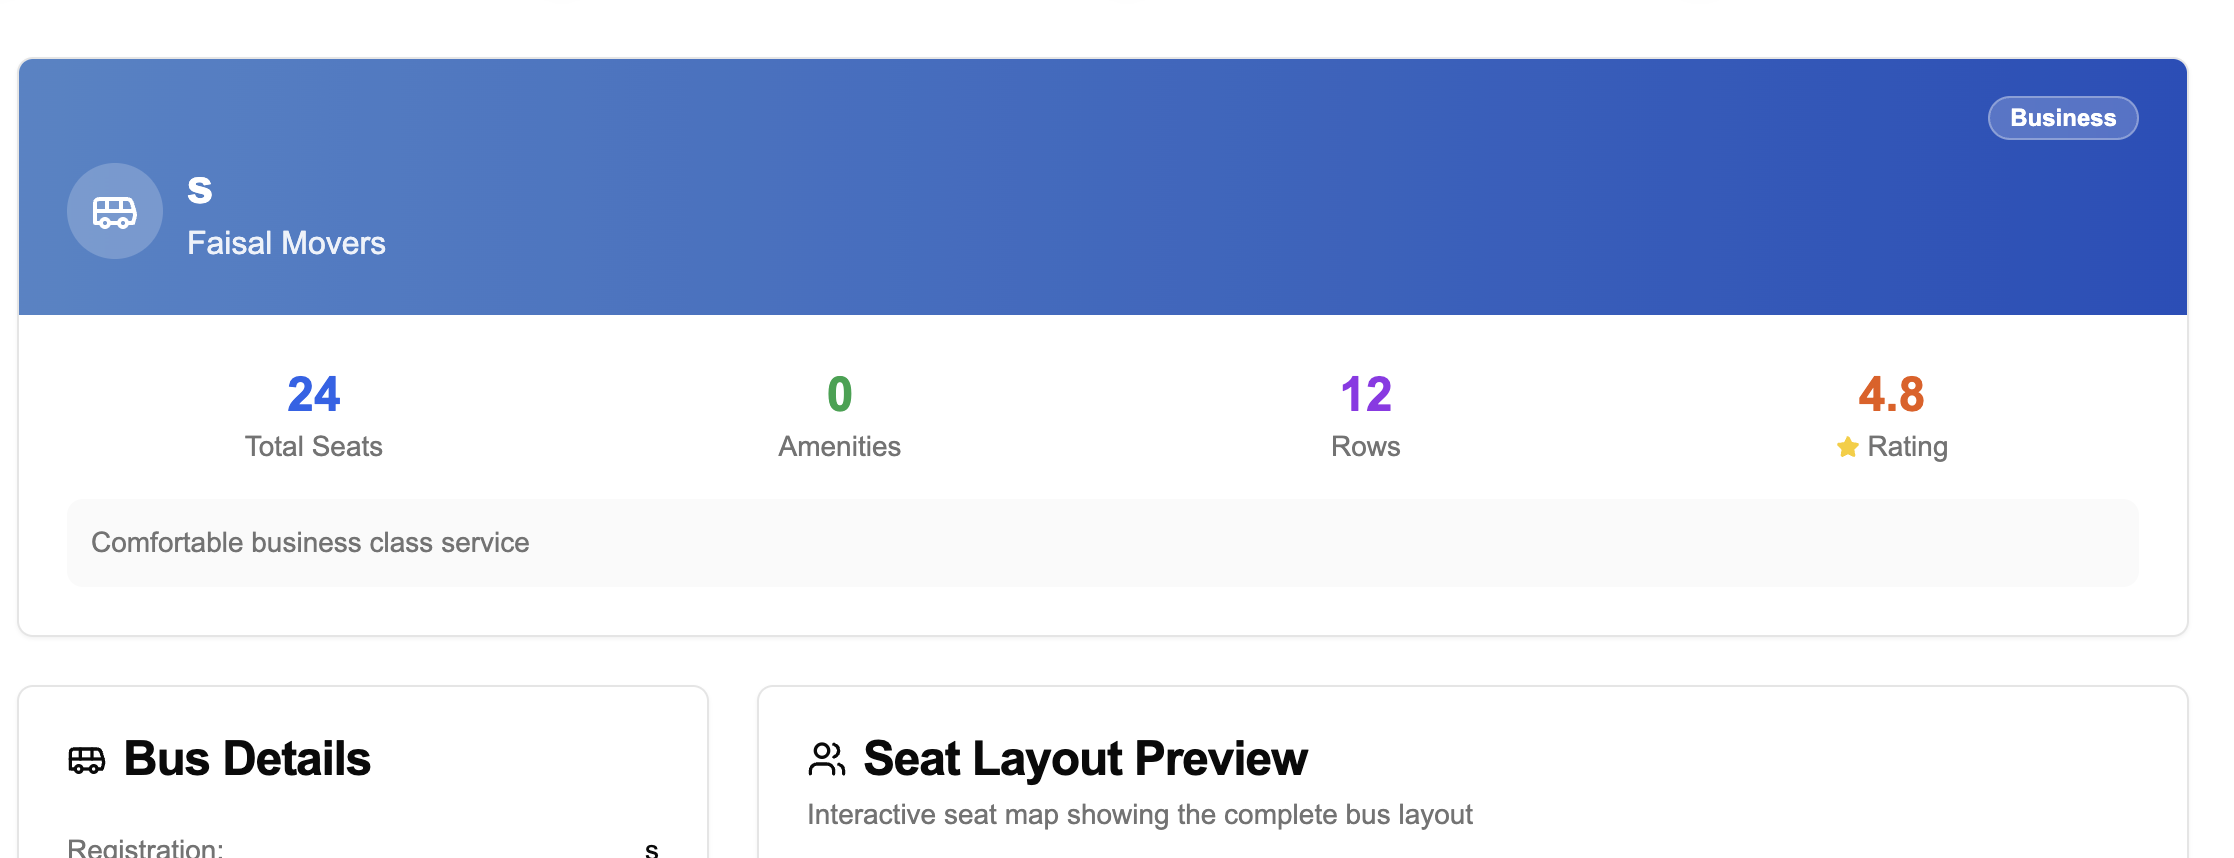 Business
s
Faisal Movers
24
Total Seats
0
Amenities
12
Rows
4.8
Rating
Comfortable business class service
Bus Details
Registration: s
Seat Layout Preview
Interactive seat map showing the complete bus layout